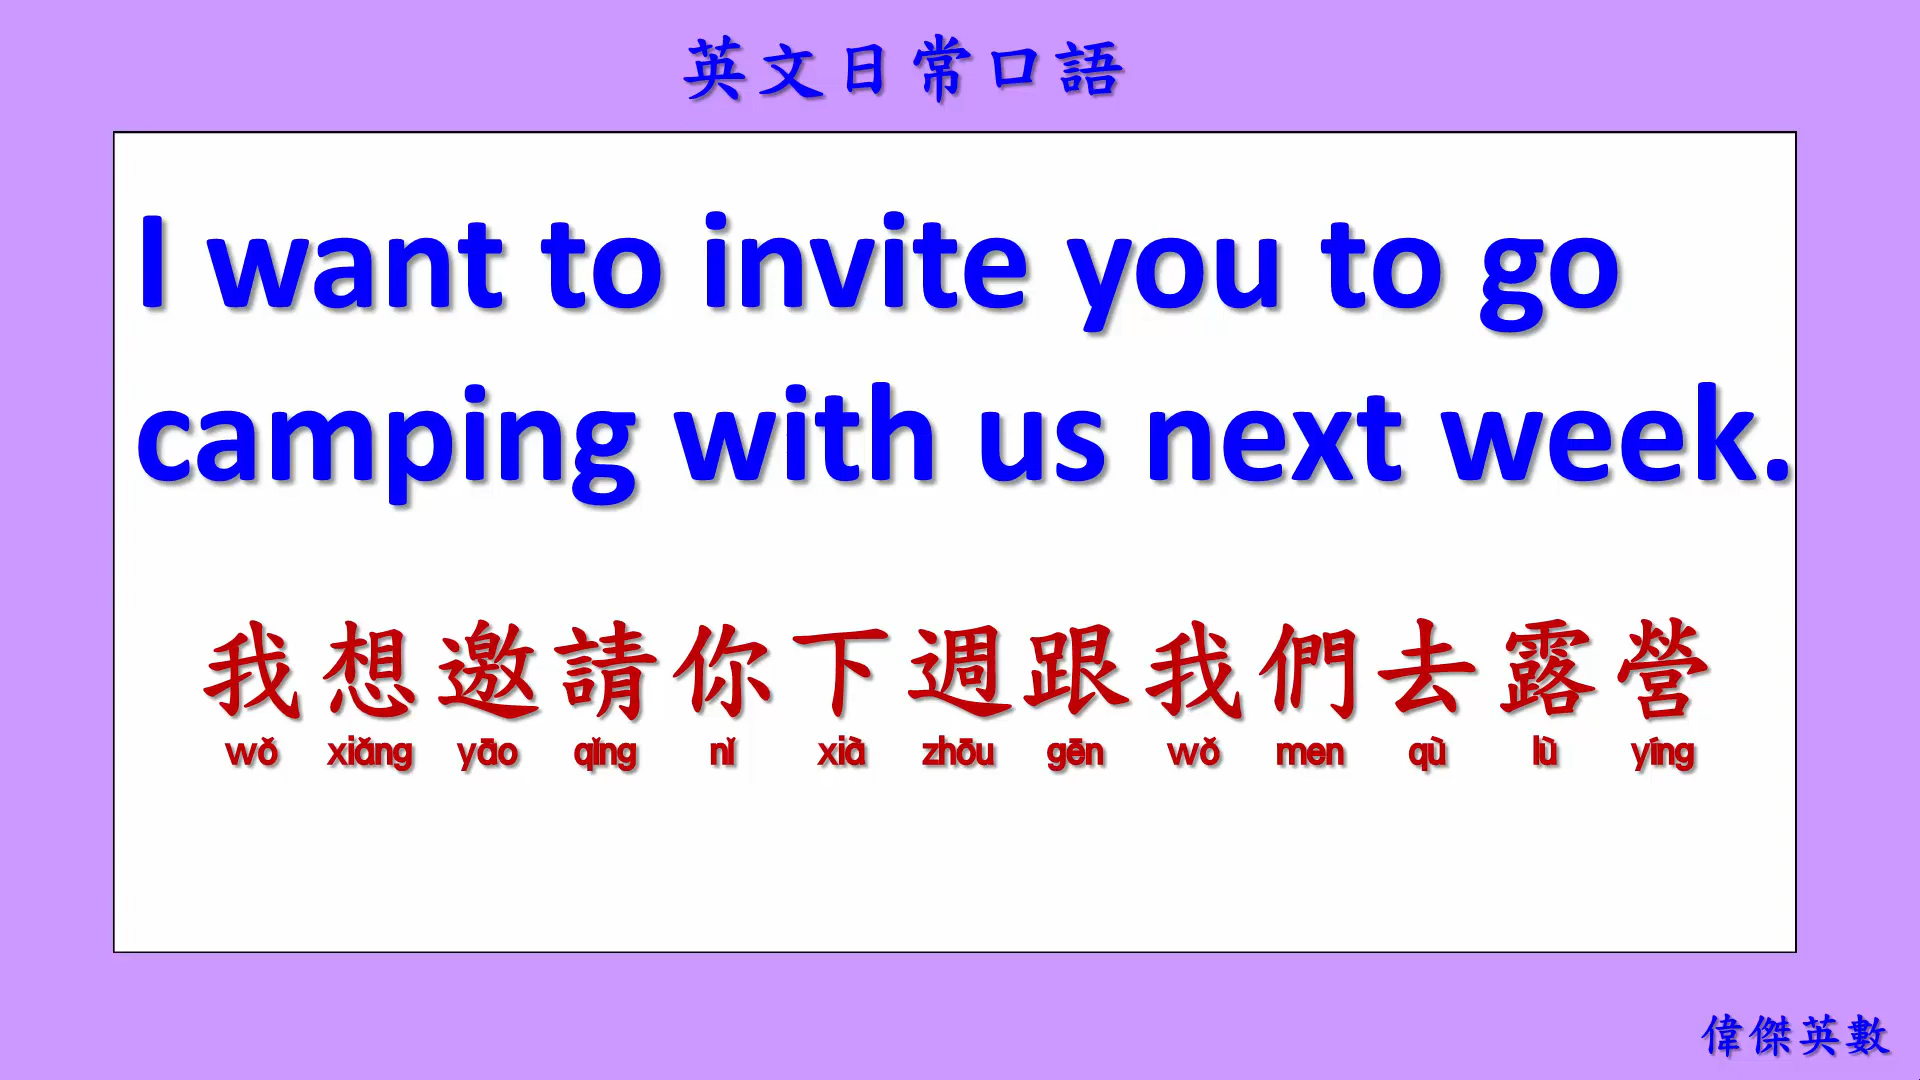 英文日常口語
I want to invite you to go
camping with us next week.
我想邀請你下週跟我們去露營
wǒ xiǎng yāo qǐng nǐ xià zhōu gēn wǒ men qù lù yíng
偉傑英數